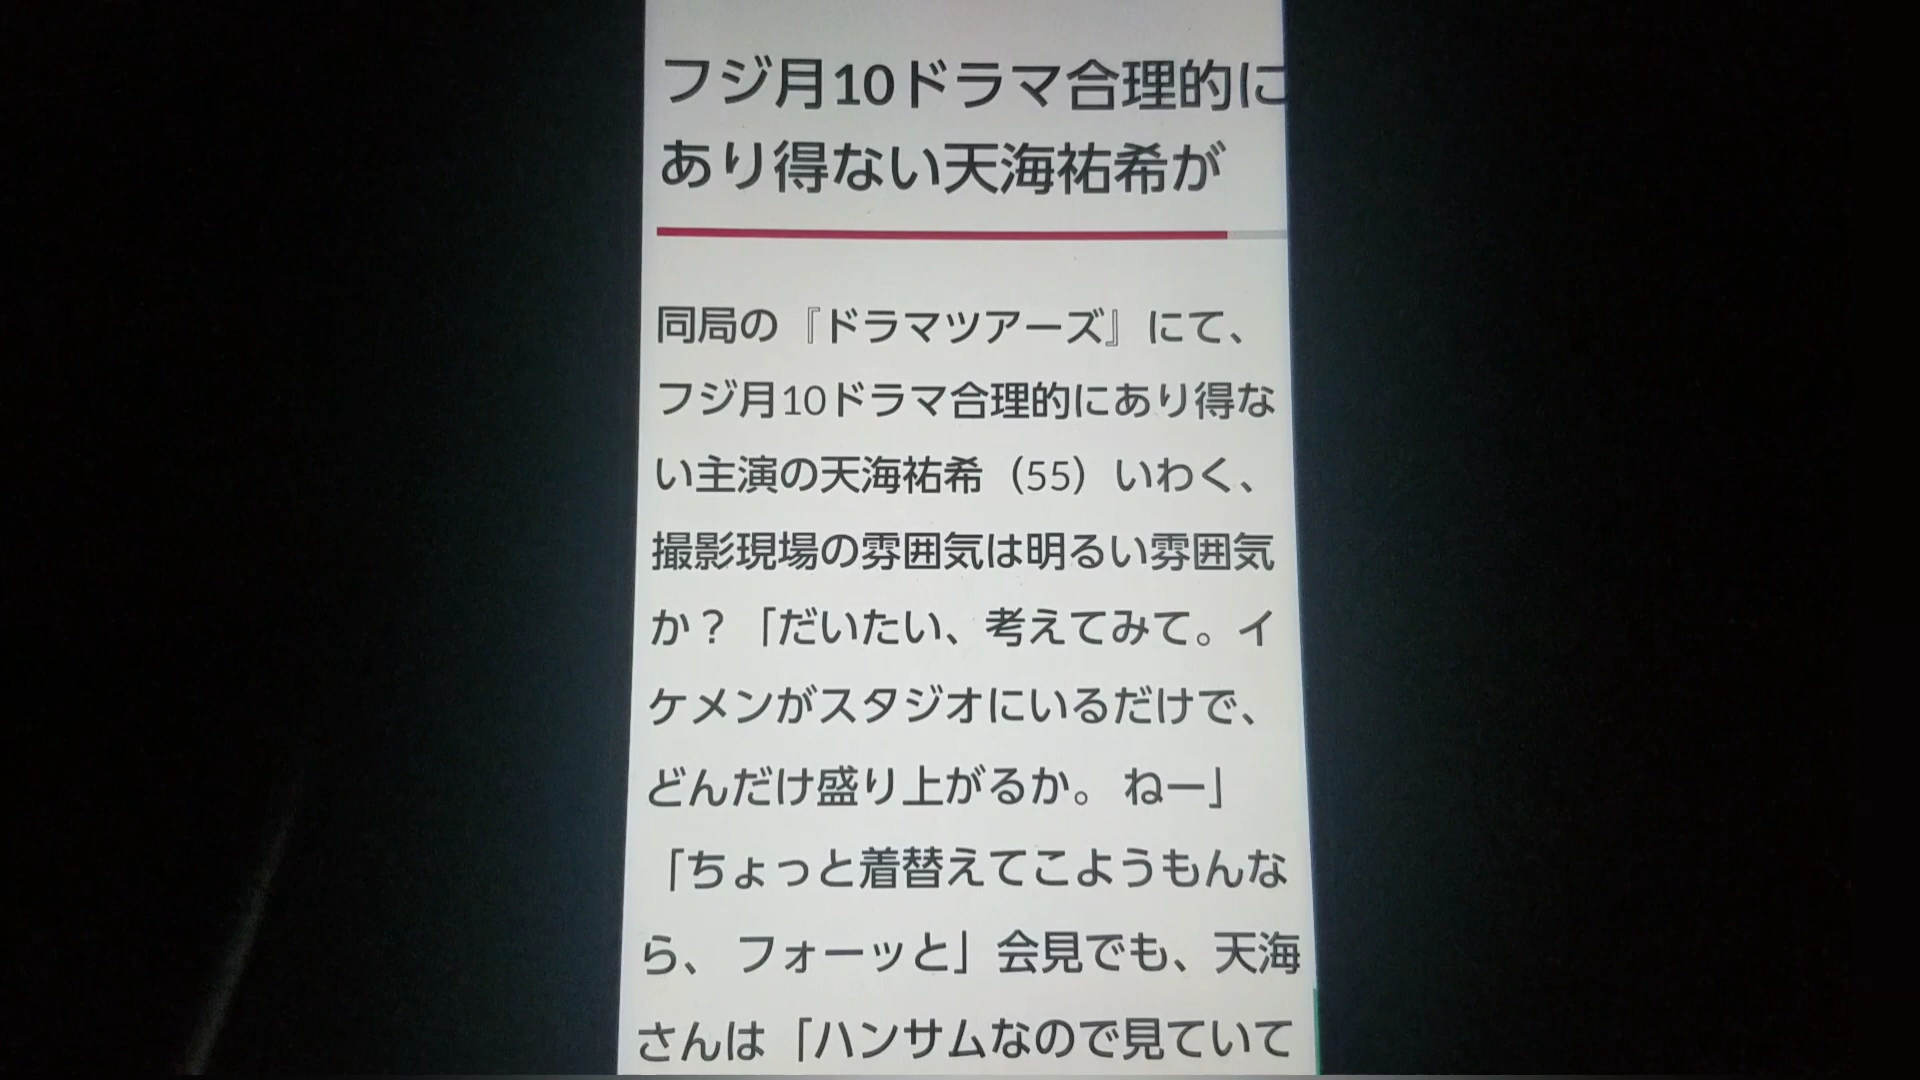 フジ月10ドラマ合理的に
あり得ない天海祐希が
同局の『ドラマツアーズ』にて、
フジ月10ドラマ合理的にあり得な
い主演の天海祐希（55）いわく、
撮影現場の雰囲気は明るい雰囲気
か？「だいたい、考えてみて。イ
ケメンがスタジオにいるだけで、
どんだけ盛り上がるか。 ねー」
「ちょっと着替えてこようもんな
ら、 フォーッと」会見でも、天海
さんは「ハンサムなので見ていて